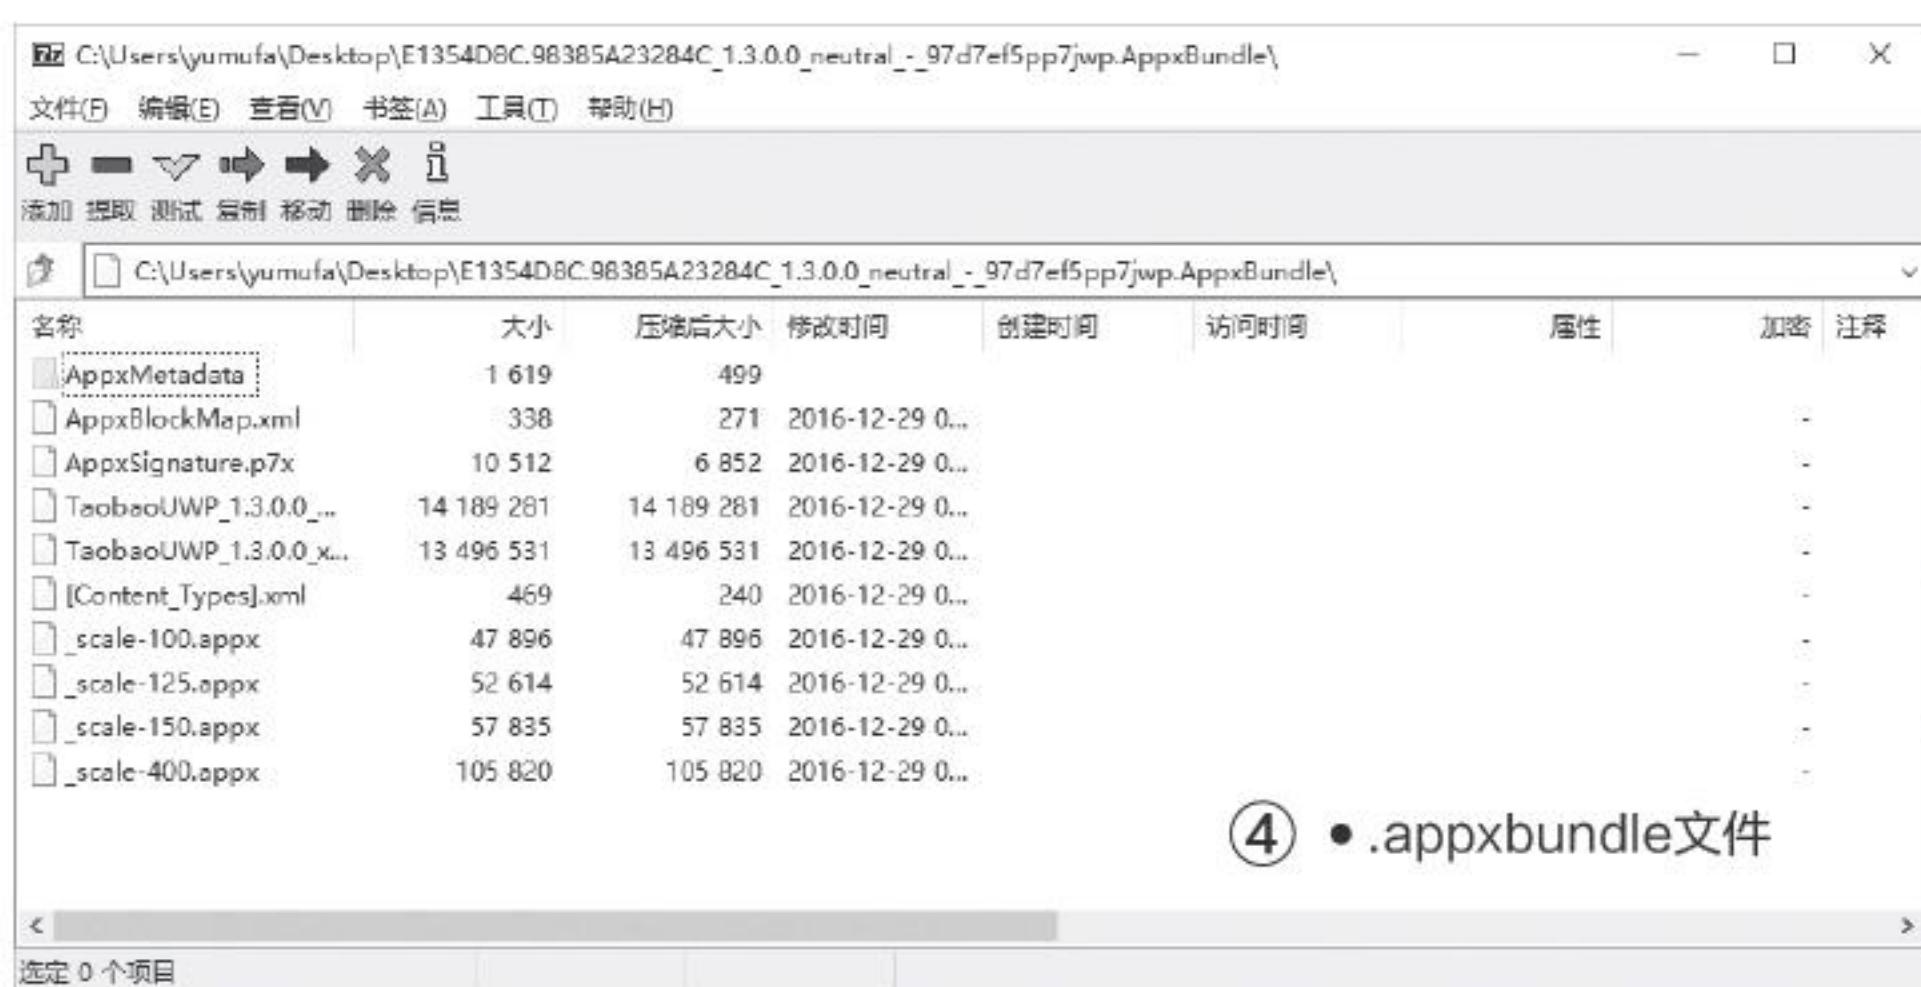 C:\Users\yumufa\Desktop\E1354D8C.98385A23284C_1.3.0.0_neutral_-_97d7ef5pp7jwp.AppxBundle\
文件(F) 编辑(E) 查看(V) 书签(A) 工具(T) 帮助(H)
添加 提取 测试 复制 移动 删除 信息
C:\Users\yumufa\Desktop\E1354D8C.98385A23284C_1.3.0.0_neutral_-_97d7ef5pp7jwp.AppxBundle\
名称 大小 压缩后大小 修改时间 创建时间 访问时间 属性 加密 注释
AppxMetadata 1 619 499
AppxBlockMap.xml 338 271 2016-12-29 0... -
AppxSignature.p7x 10 512 6 852 2016-12-29 0... -
TaobaoUWP_1.3.0.0_... 14 189 281 14 189 281 2016-12-29 0... -
TaobaoUWP_1.3.0.0_x... 13 496 531 13 496 531 2016-12-29 0... -
[Content_Types].xml 469 240 2016-12-29 0... -
_scale-100.appx 47 896 47 896 2016-12-29 0... -
_scale-125.appx 52 614 52 614 2016-12-29 0... -
_scale-150.appx 57 835 57 835 2016-12-29 0... -
_scale-400.appx 105 820 105 820 2016-12-29 0... -
④ • .appxbundle文件
选定 0 个项目